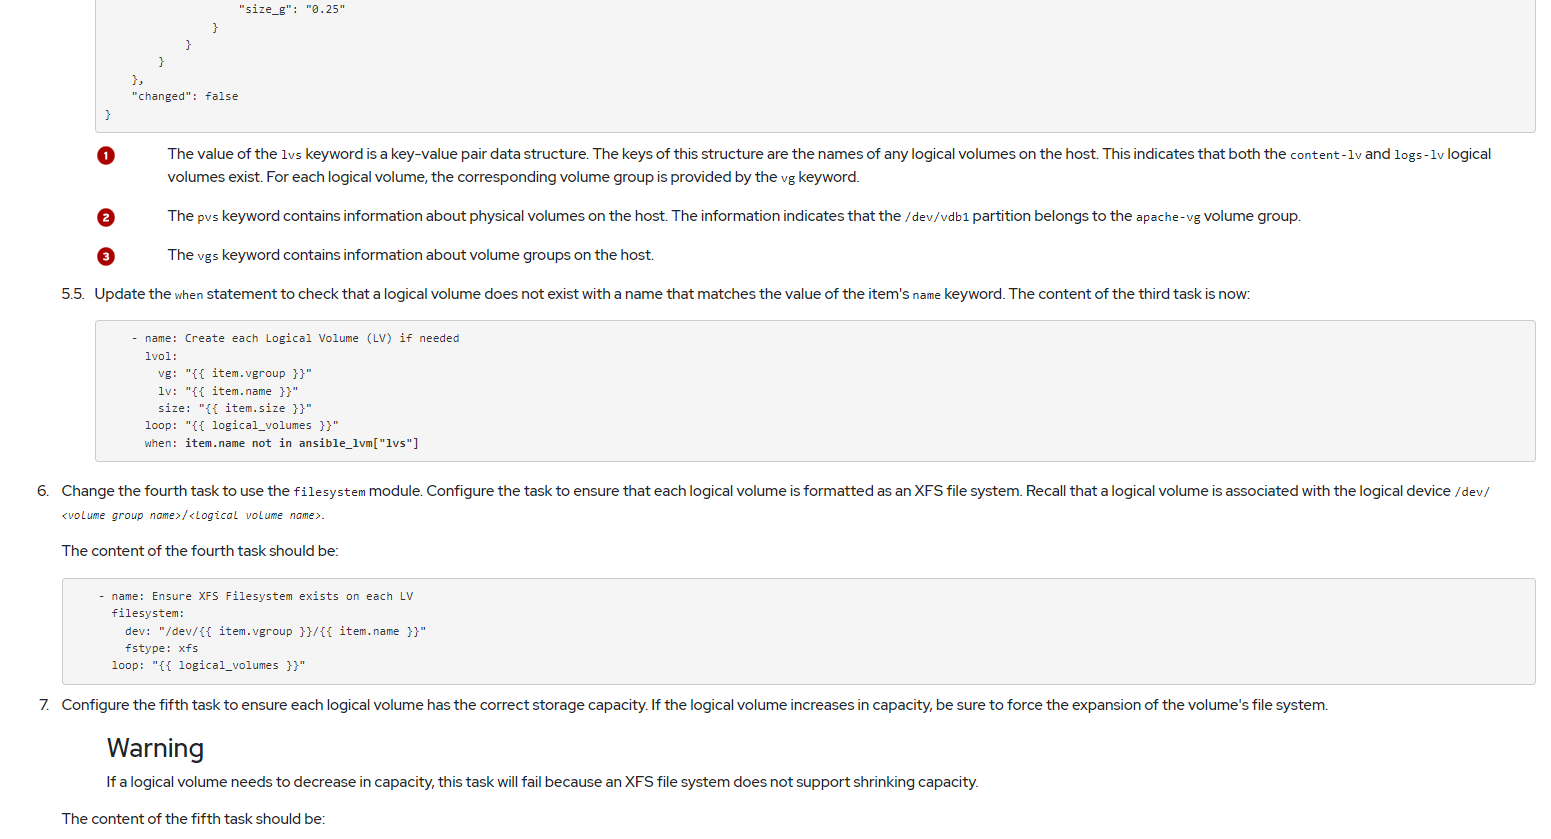 "size_g": "0.25"
                }
            }
        }
    },
    "changed": false
}
1 The value of the lvs keyword is a key-value pair data structure. The keys of this structure are the names of any logical volumes on the host. This indicates that both the content-lv and logs-lv logical
volumes exist. For each logical volume, the corresponding volume group is provided by the vg keyword.
2 The pvs keyword contains information about physical volumes on the host. The information indicates that the /dev/vdb1 partition belongs to the apache-vg volume group.
3 The vgs keyword contains information about volume groups on the host.
5.5. Update the when statement to check that a logical volume does not exist with a name that matches the value of the item's name keyword. The content of the third task is now:
    - name: Create each Logical Volume (LV) if needed
      lvol:
        vg: "{{ item.vgroup }}"
        lv: "{{ item.name }}"
        size: "{{ item.size }}"
      loop: "{{ logical_volumes }}"
      when: item.name not in ansible_lvm["lvs"]
6. Change the fourth task to use the filesystem module. Configure the task to ensure that each logical volume is formatted as an XFS file system. Recall that a logical volume is associated with the logical device /dev/
<volume group name>/<logical volume name>.
The content of the fourth task should be:
    - name: Ensure XFS Filesystem exists on each LV
      filesystem:
        dev: "/dev/{{ item.vgroup }}/{{ item.name }}"
        fstype: xfs
      loop: "{{ logical_volumes }}"
7. Configure the fifth task to ensure each logical volume has the correct storage capacity. If the logical volume increases in capacity, be sure to force the expansion of the volume's file system.
Warning
If a logical volume needs to decrease in capacity, this task will fail because an XFS file system does not support shrinking capacity.
The content of the fifth task should be: